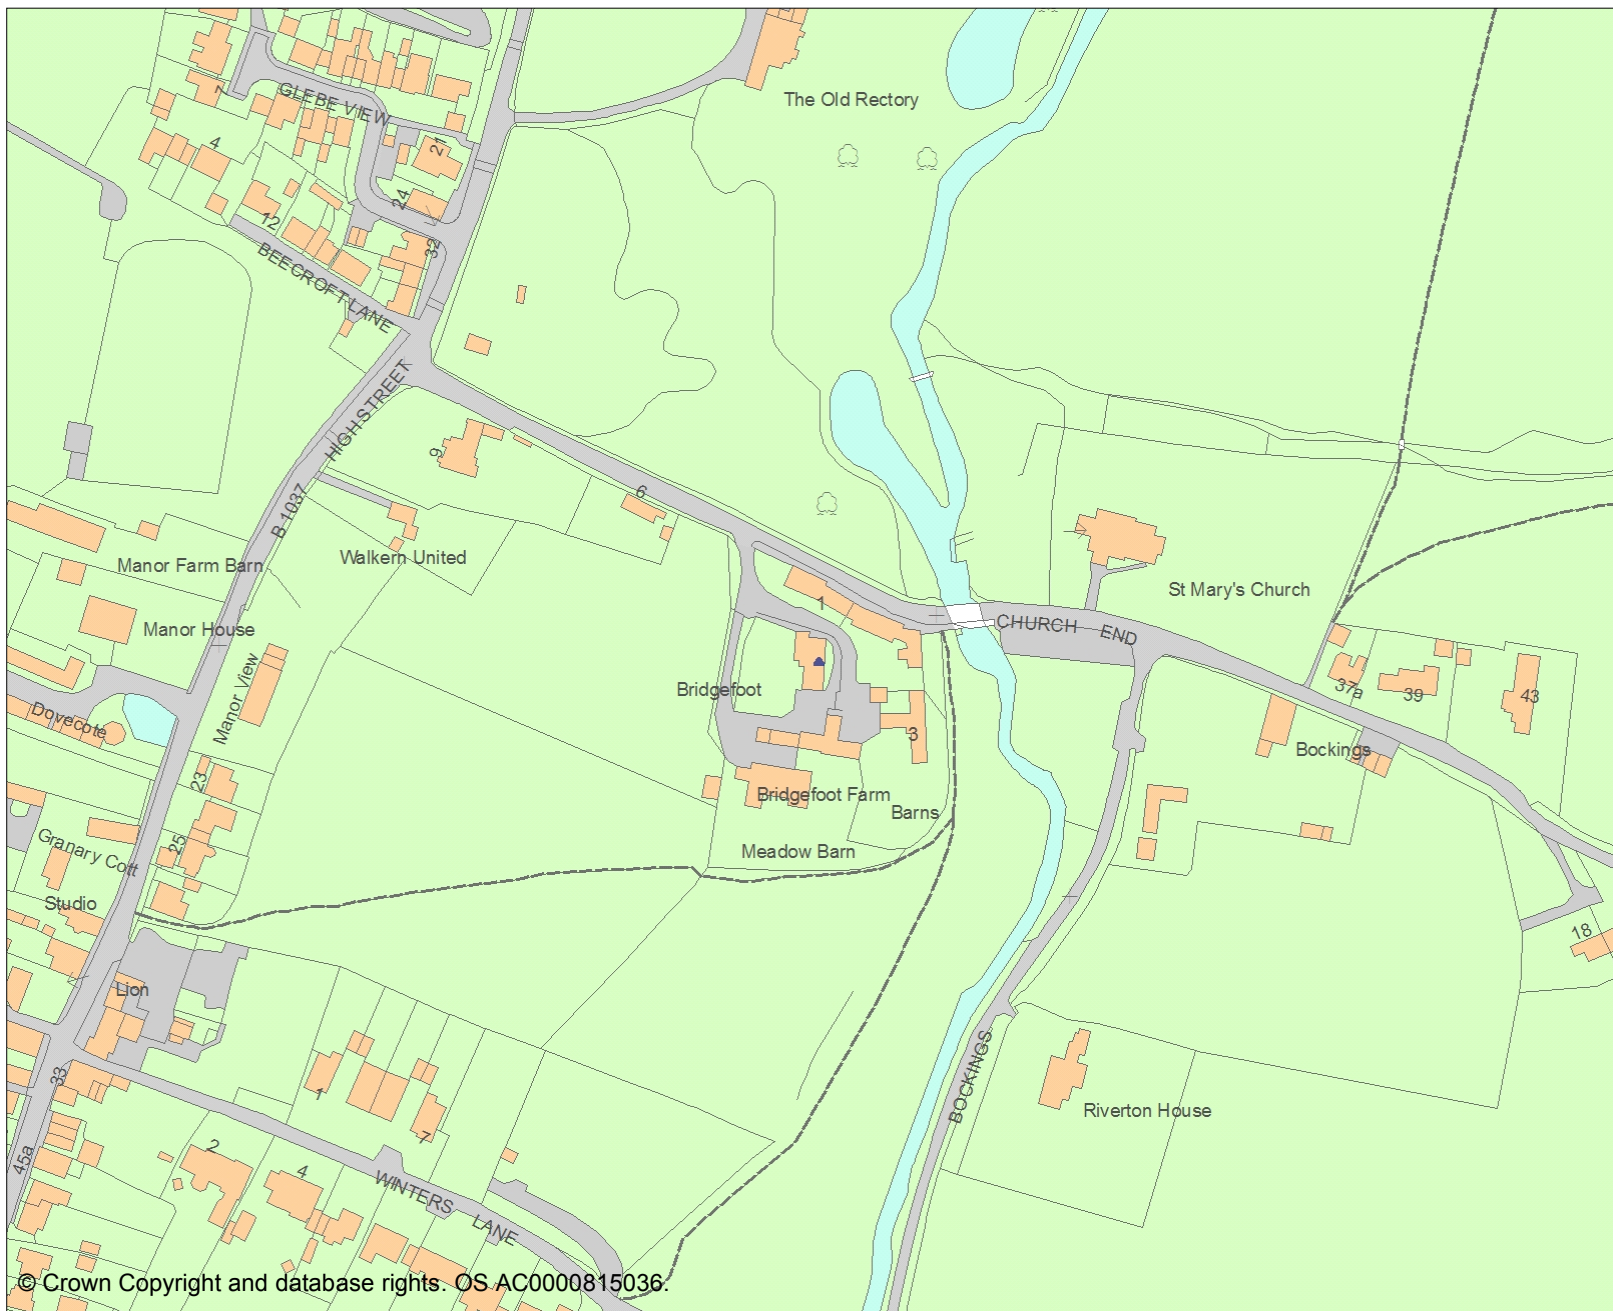 The Old Rectory
GLEBE VIEW
7
4
21
24
12
32
BEECROFT LANE
HIGH STREET
9
6
B 1037
Walkern United
Manor Farm Barn
St Mary's Church
1
CHURCH END
Manor House
Manor View
Bridgefoot
37a
39
43
Dovecote
3
Bockings
23
Bridgefoot Farm
Barns
25
Granary Cott
Meadow Barn
Studio
18
Lion
33
1
BOCKINGS
Riverton House
7
2
45a
4
WINTERS LANE
© Crown Copyright and database rights. OS AC0000815036.